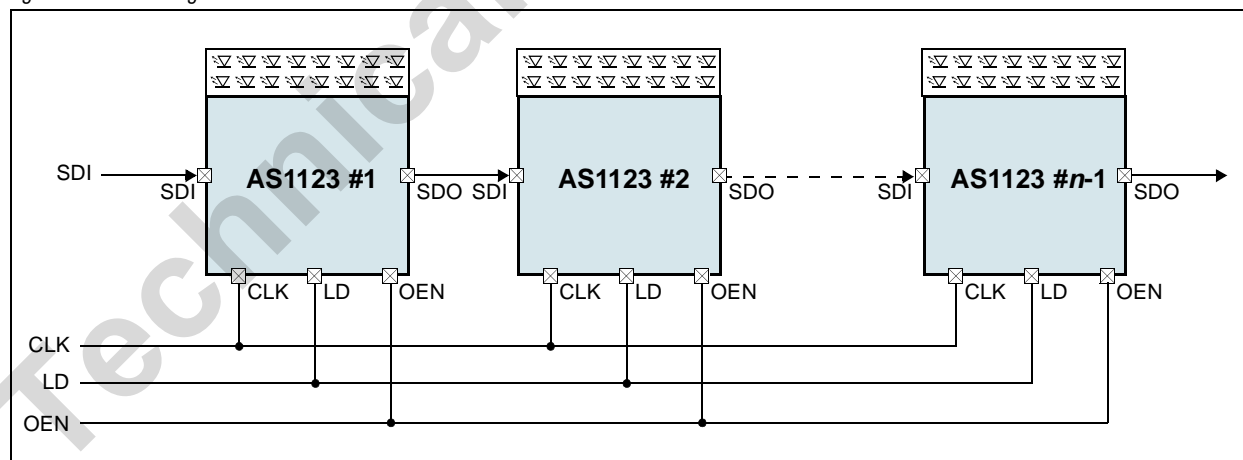 AS1123 #1
AS1123 #2
AS1123 #n-1
SDI
SDI
SDO
SDI
SDO
SDI
SDO
CLK
LD
OEN
CLK
LD
OEN
CLK
LD
OEN
CLK
LD
OEN
Technica